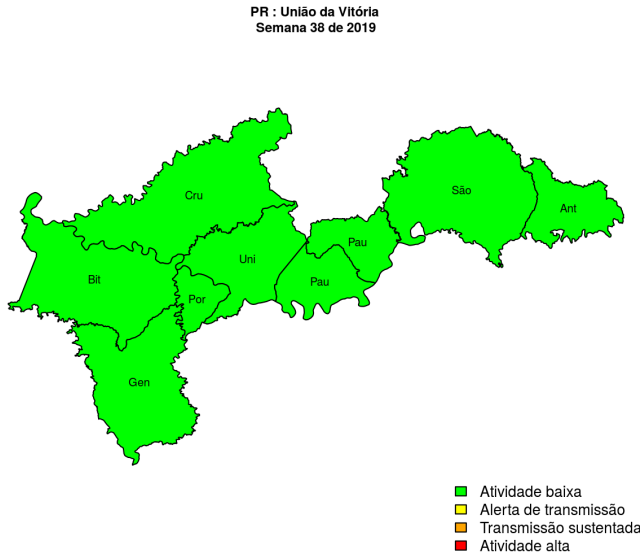 PR : União da Vitória
Semana 38 de 2019
Cru
São
Ant
Pau
Uni
Bit
Pau
Por
Gen
Atividade baixa
Alerta de transmissão
Transmissão sustentada
Atividade alta